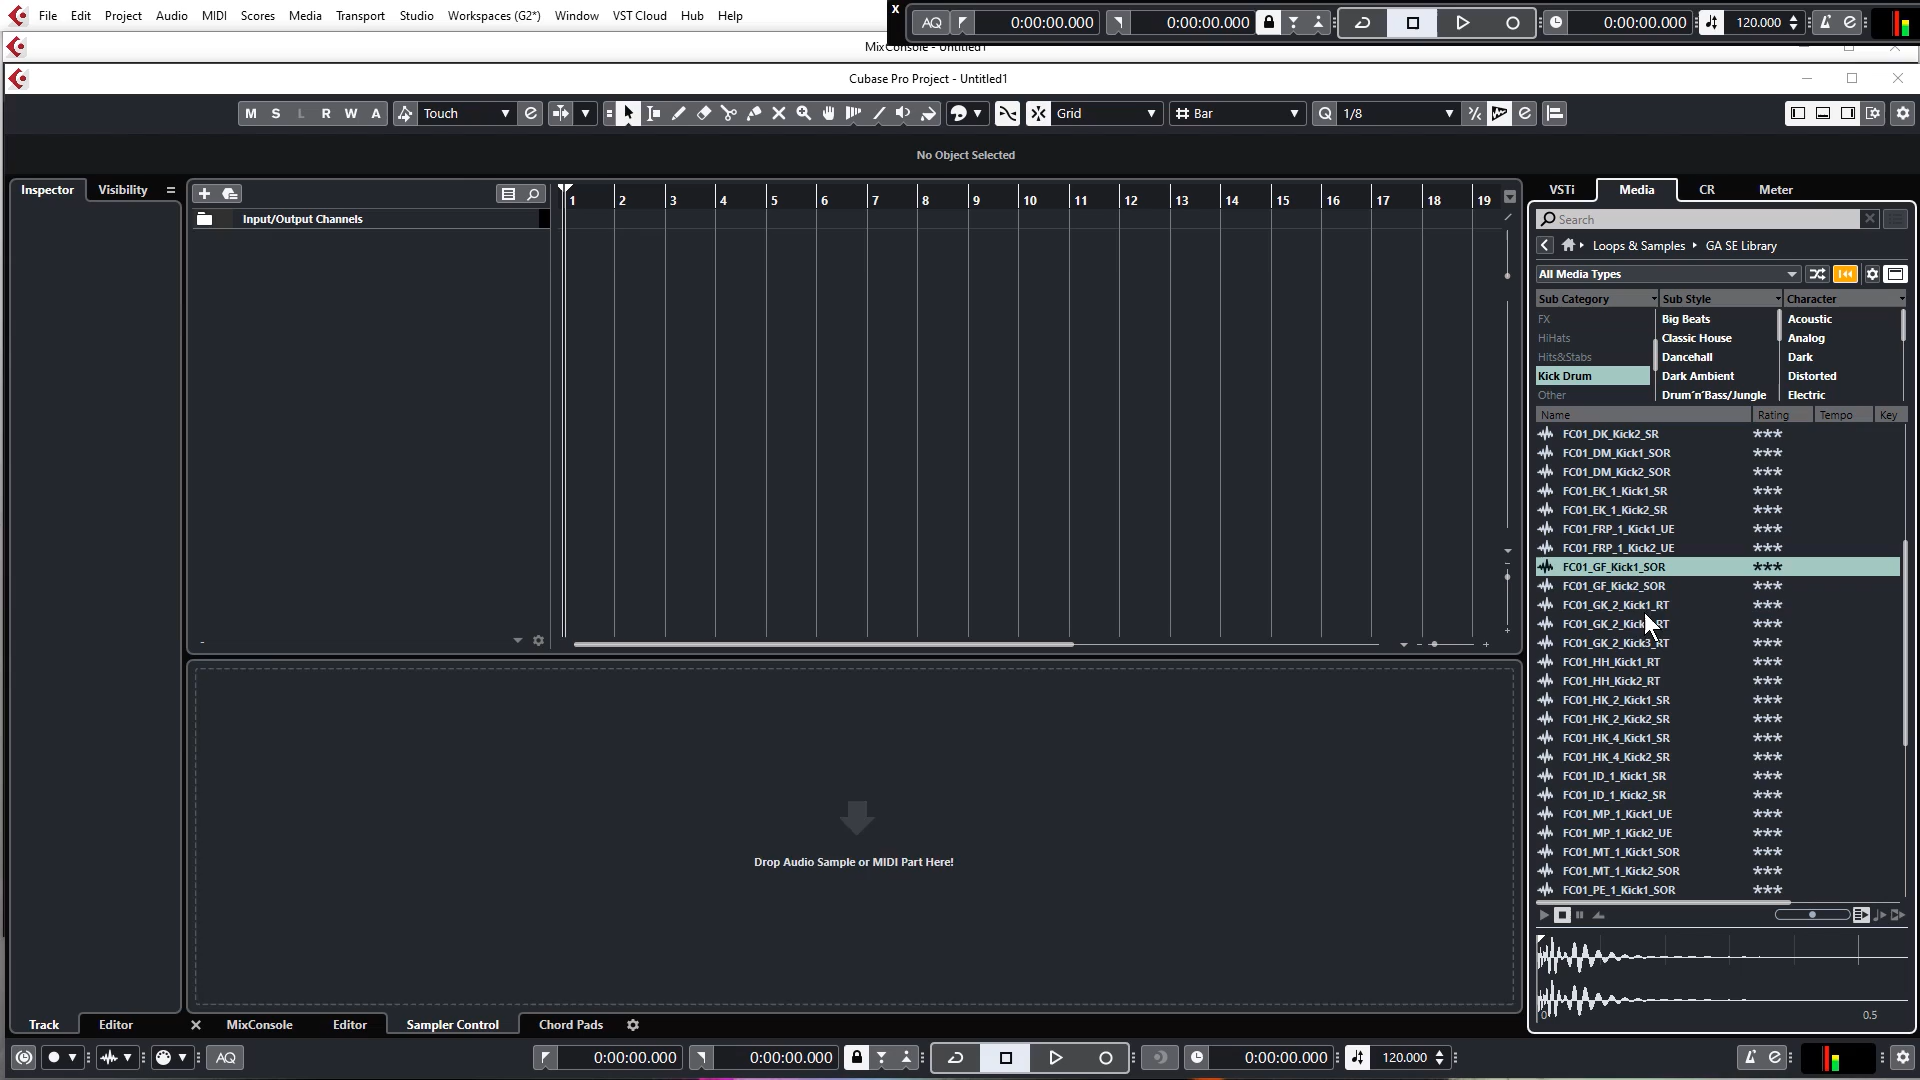 File Edit Project Audio MIDI Scores Media Transport Studio Workspaces (G2*) Window VST Cloud Hub Help
X AQ 0:00:00.000 0:00:00.000 0:00:00.000 120.000
MixConsole - Untitled1
Cubase Pro Project - Untitled1
M S L R W A Touch Grid Bar Q 1/8
No Object Selected
Inspector Visibility
Input/Output Channels
1 2 3 4 5 6 7 8 9 10 11 12 13 14 15 16 17 18 19
VSTi Media CR Meter
Search
Loops & Samples GA SE Library
All Media Types
Sub Category Sub Style Character
FX Big Beats Acoustic
HiHats Classic House Analog
Hits&Stabs Dancehall Dark
Kick Drum Dark Ambient Distorted
Other Drum´n´Bass/Jungle Electric
Name Rating Tempo Key
FC01_DK_Kick2_SR ***
FC01_DM_Kick1_SOR ***
FC01_DM_Kick2_SOR ***
FC01_EK_1_Kick1_SR ***
FC01_EK_1_Kick2_SR ***
FC01_FRP_1_Kick1_UE ***
FC01_FRP_1_Kick2_UE ***
FC01_GF_Kick1_SOR ***
FC01_GF_Kick2_SOR ***
FC01_GK_2_Kick1_RT ***
FC01_GK_2_Kick RT ***
FC01_GK_2_Kick3_RT ***
FC01_HH_Kick1_RT ***
FC01_HH_Kick2_RT ***
FC01_HK_2_Kick1_SR ***
FC01_HK_2_Kick2_SR ***
FC01_HK_4_Kick1_SR ***
FC01_HK_4_Kick2_SR ***
FC01_ID_1_Kick1_SR ***
FC01_ID_1_Kick2_SR ***
FC01_MP_1_Kick1_UE ***
FC01_MP_1_Kick2_UE ***
FC01_MT_1_Kick1_SOR ***
FC01_MT_1_Kick2_SOR ***
FC01_PE_1_Kick1_SOR ***
0 0.5
Drop Audio Sample or MIDI Part Here!
Track Editor MixConsole Editor Sampler Control Chord Pads
AQ 0:00:00.000 0:00:00.000 0:00:00.000 120.000